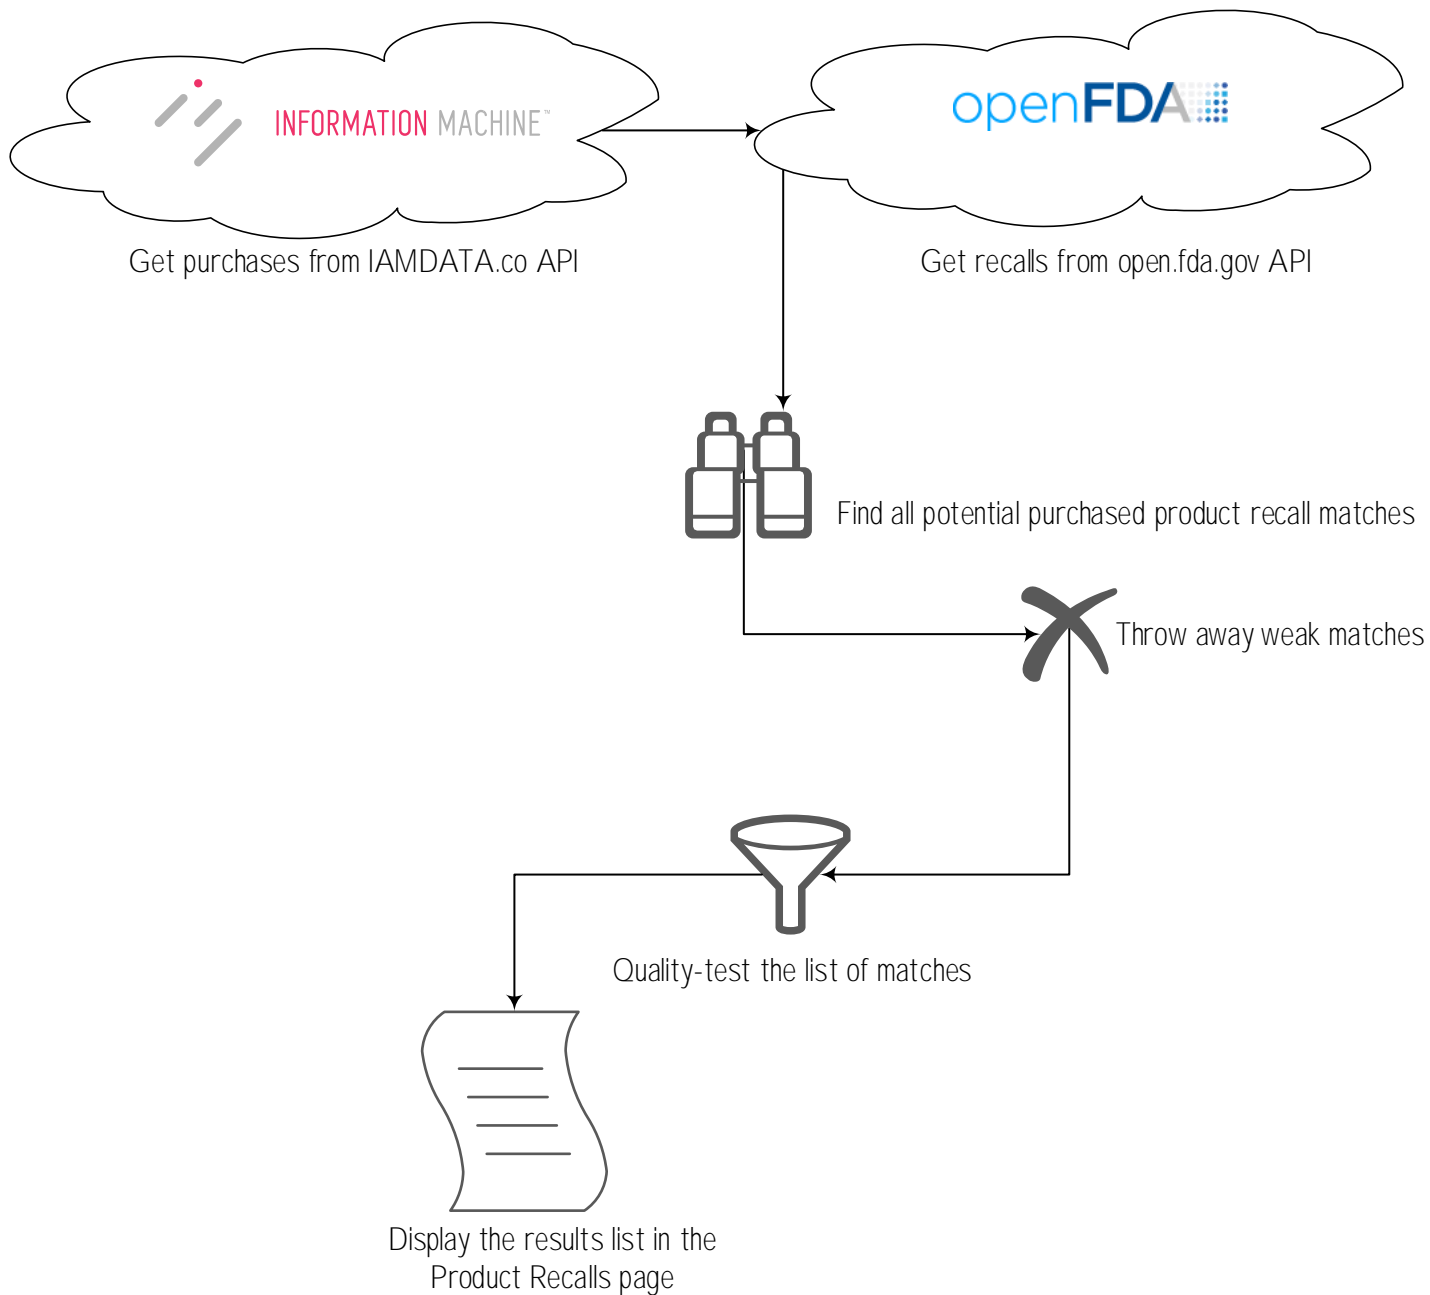 INFORMATION MACHINE™
openFDA
Get purchases from IAMDATA.co API
Get recalls from open.fda.gov API
Find all potential purchased product recall matches
Throw away weak matches
Quality-test the list of matches
Display the results list in the
Product Recalls page